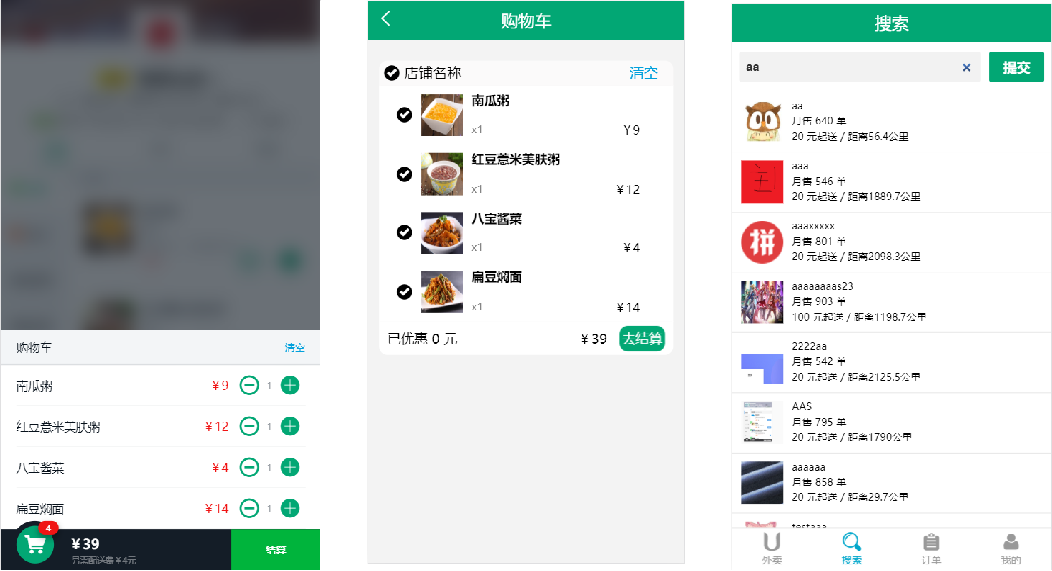 购物车
清空
南瓜粥
¥9
1
红豆薏米美肤粥
¥12
1
八宝酱菜
¥4
1
扁豆焖面
¥14
1
4
¥39
另需配送费¥4元
结算
购物车
店铺名称
清空
南瓜粥
x1
¥9
红豆薏米美肤粥
x1
¥12
八宝酱菜
x1
¥4
扁豆焖面
x1
¥14
已优惠 0 元
¥39
去结算
搜索
aa
提交
aa
月售 640 单
20 元起送 / 距离56.4公里
aaa
月售 546 单
20 元起送 / 距离1889.7公里
拼
aaaxxxxx
月售 801 单
20 元起送 / 距离2098.3公里
aaaaaaaas23
月售 903 单
100 元起送 / 距离1198.7公里
2222aa
月售 542 单
20 元起送 / 距离2125.5公里
AAS
月售 795 单
20 元起送 / 距离1790公里
aaaaaa
月售 858 单
20 元起送 / 距离29.7公里
testaaa
外卖
搜索
订单
我的